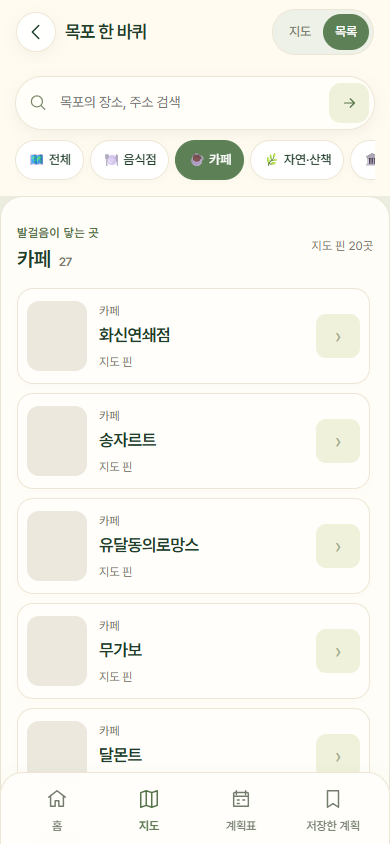 목포 한 바퀴
지도
목록
목포의 장소, 주소 검색
전체
음식점
카페
자연·산책
발걸음이 닿는 곳
카페 27
지도 핀 20곳
카페
화신연쇄점
지도 핀
카페
송자르트
지도 핀
카페
유달동의로망스
지도 핀
카페
무가보
지도 핀
카페
달몬트
홈
지도
계획표
저장한 계획